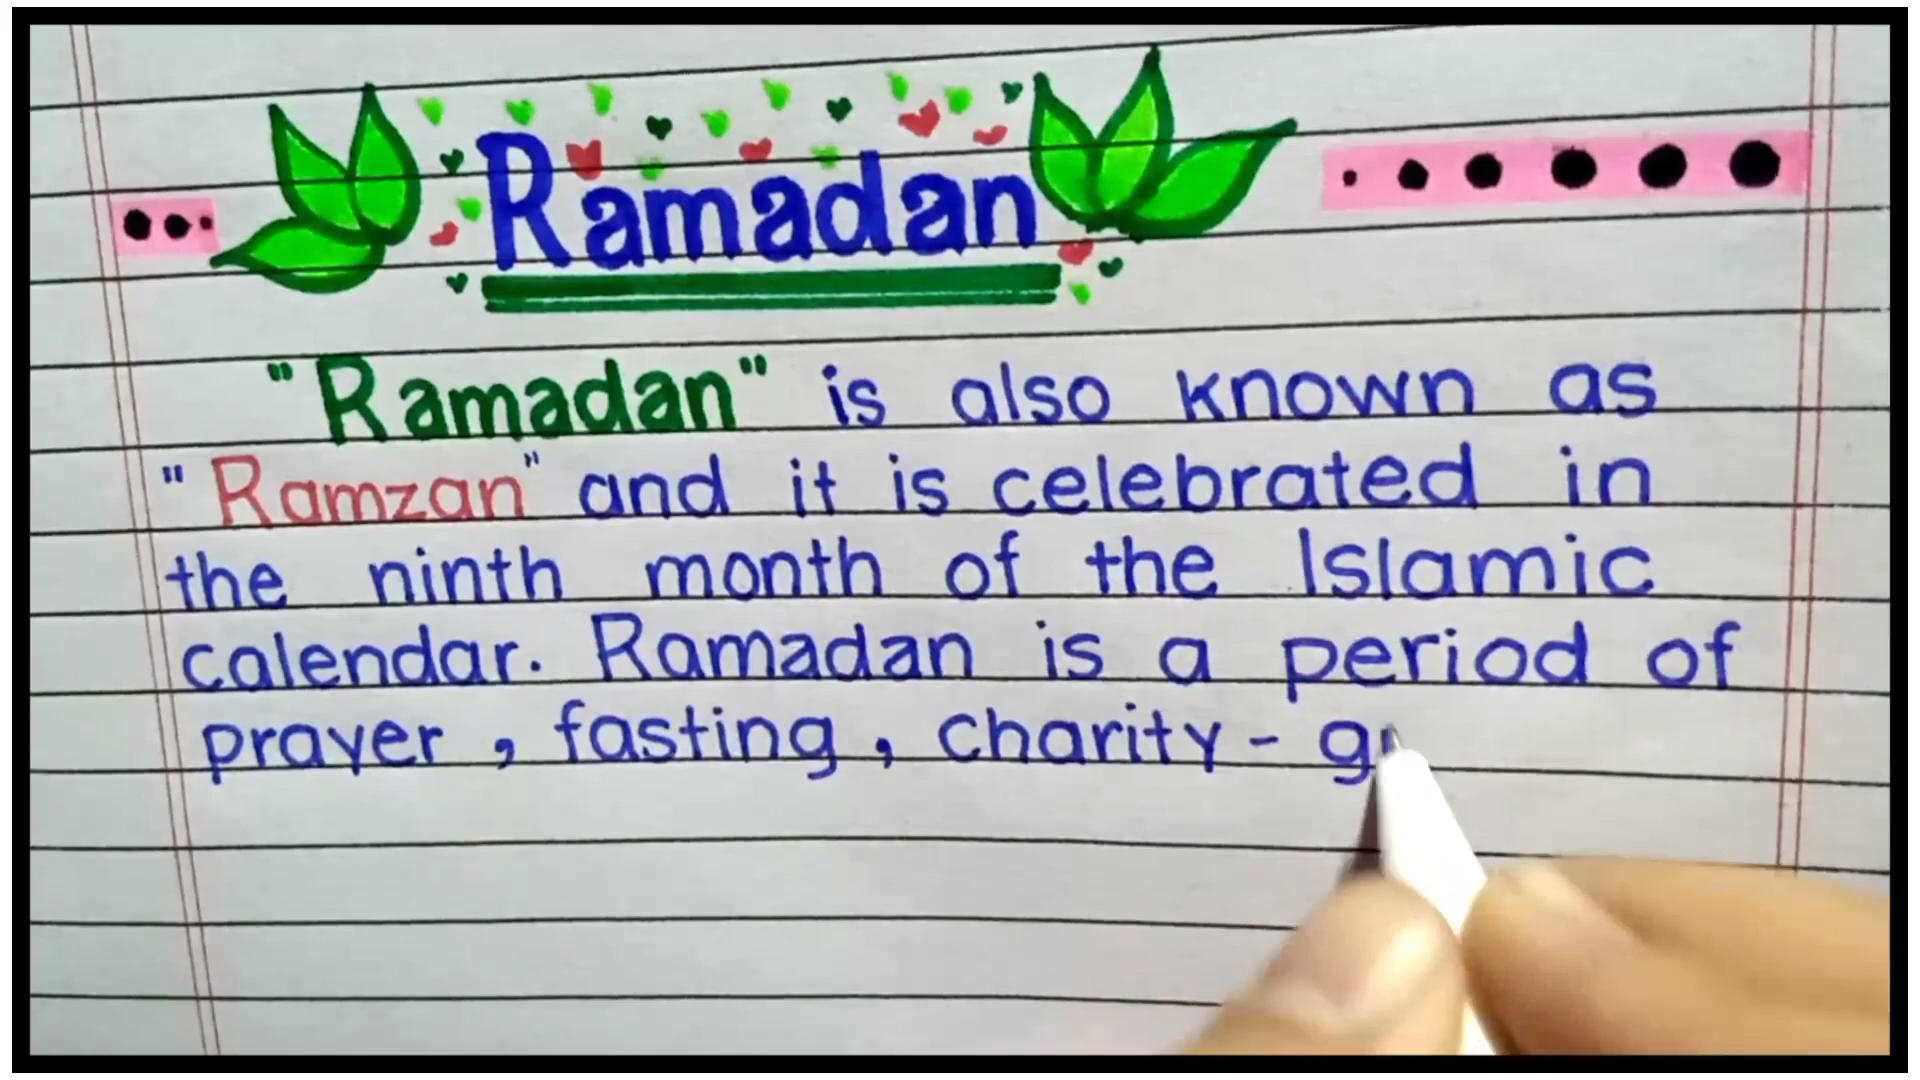 Ramadan
"Ramadan" is also known as
"Ramzan" and it is celebrated in
the ninth month of the Islamic
calendar. Ramadan is a period of
prayer, fasting, charity - g